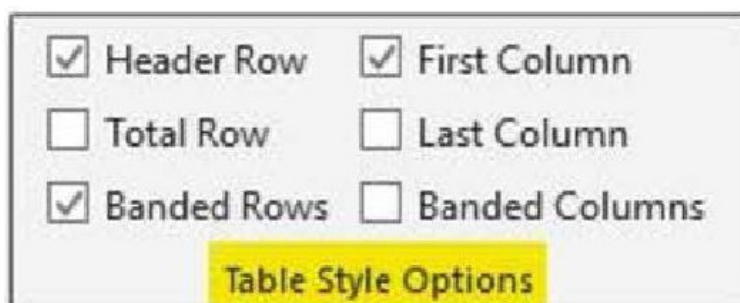 Header Row First Column
Total Row Last Column
Banded Rows Banded Columns
Table Style Options